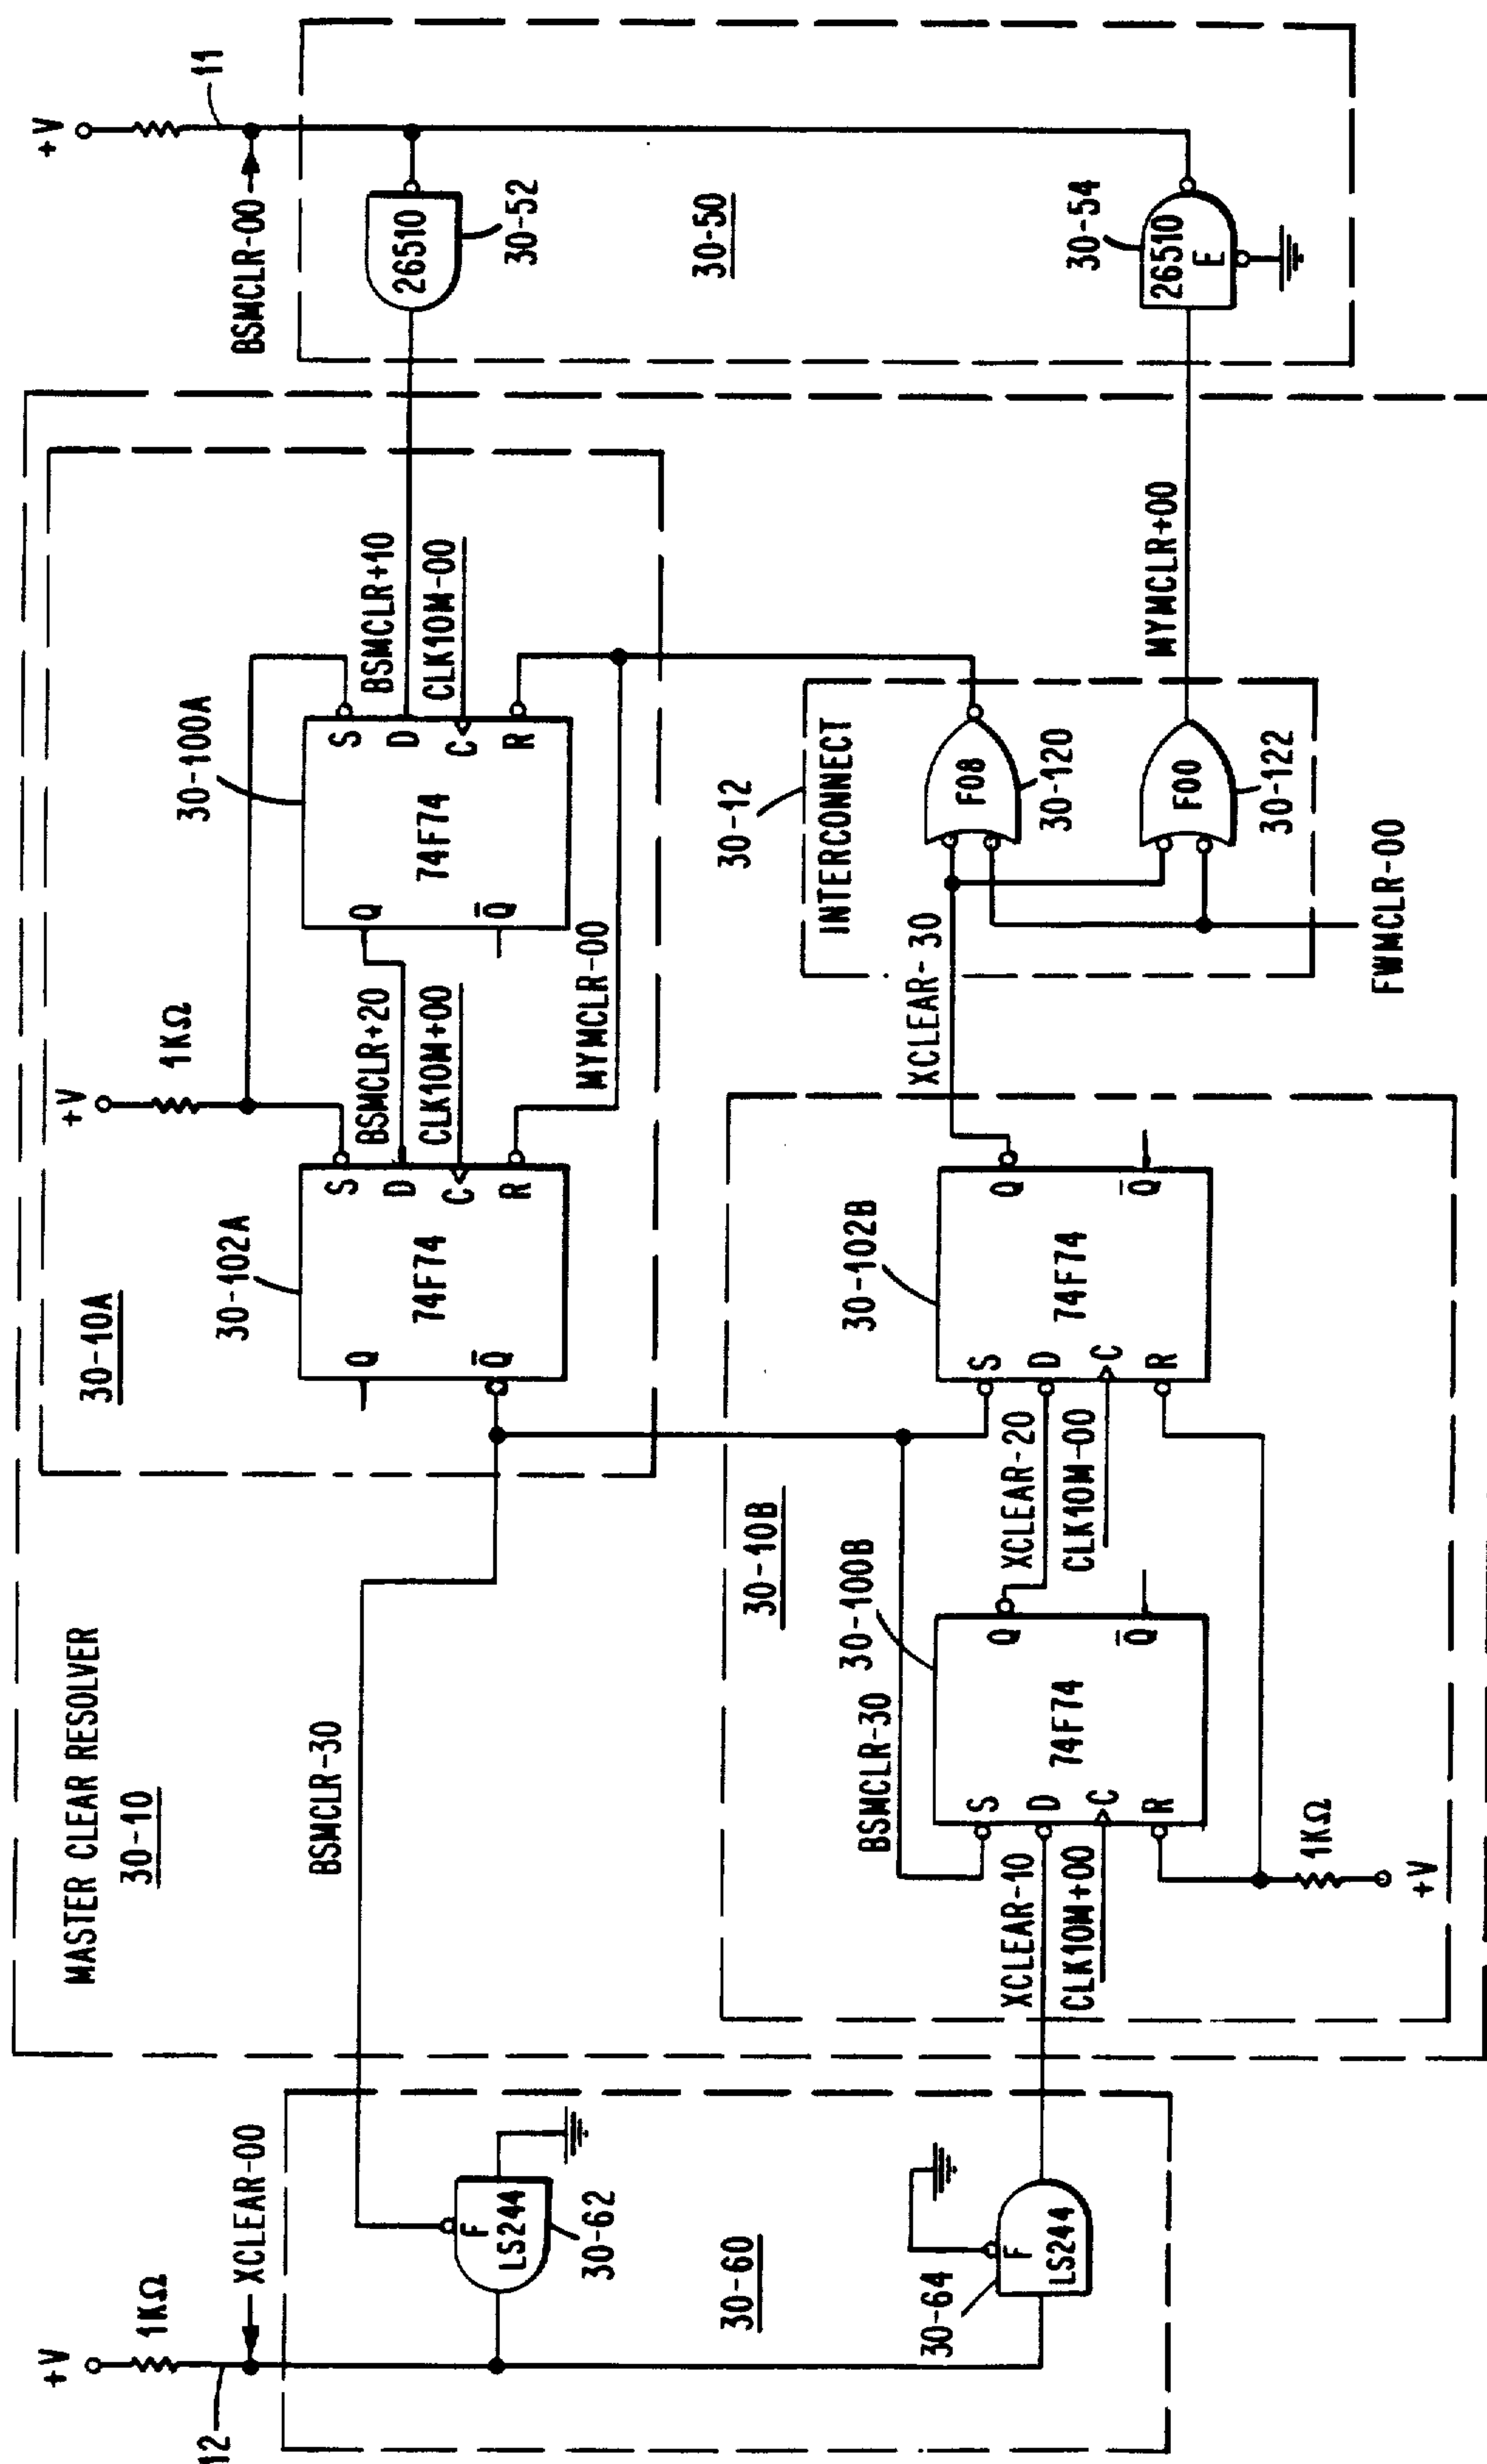 +V
1KΩ
12
XCLEAR-00
F
LS244
30-62
30-60
30-64
F
LS244
MASTER CLEAR RESOLVER
30-10
BSMCLR-30
30-10A
+V
1KΩ
30-102A
74F74
Q
Q̅
S
D
C
R
BSMCLR+20
CLK10M+00
MYMCLR-00
30-100A
74F74
Q
Q̅
S
D
C
R
BSMCLR+10
CLK10M-00
30-10B
BSMCLR-30
XCLEAR-10
CLK10M+00
1KΩ
+V
30-100B
74F74
S
D
C
R
Q
Q̅
XCLEAR-20
CLK10M-00
30-102B
74F74
S
D
C
R
Q
Q̅
XCLEAR-30
30-12
INTERCONNECT
F08
30-120
F00
30-122
FWMCLR-00
MYMCLR+00
+V
11
BSMCLR-00
26S10
30-52
30-50
30-54
26S10
E